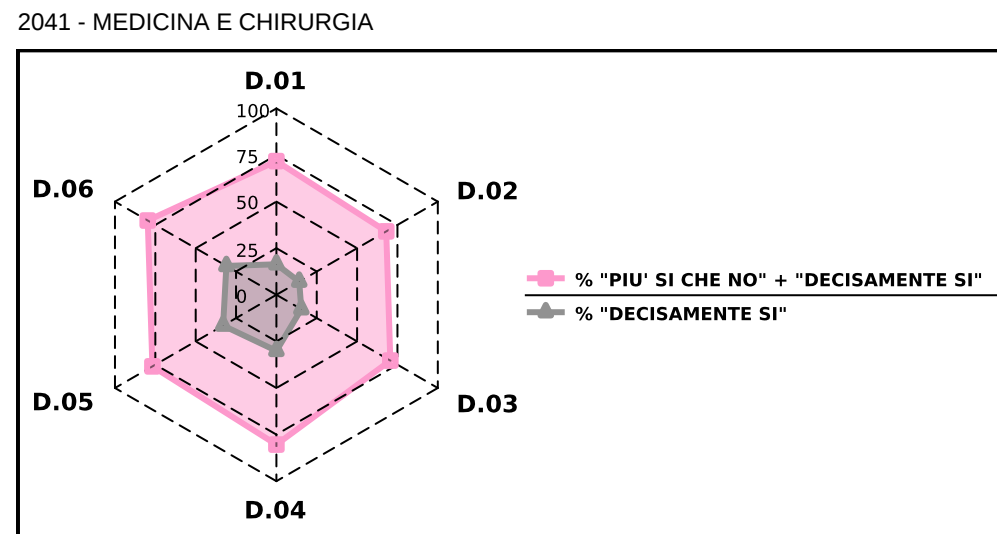 2041 - MEDICINA E CHIRURGIA
D.01
100
75
D.06
D.02
50
25
0
% "PIU' SI CHE NO" + "DECISAMENTE SI"
% "DECISAMENTE SI"
D.05
D.03
D.04